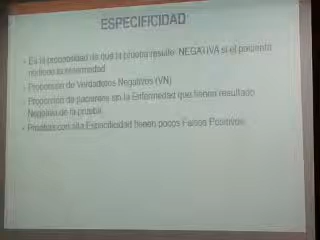 ESPECIFICIDAD
- Es la probabilidad de que la prueba resulte NEGATIVA si el paciente
no tiene la enfermedad
- Proporción de Verdaderos Negativos (VN)
- Proporción de pacientes sin la Enfermedad que tienen resultado
Negativo de la prueba
- Pruebas con alta Especificidad tienen pocos Falsos Positivos